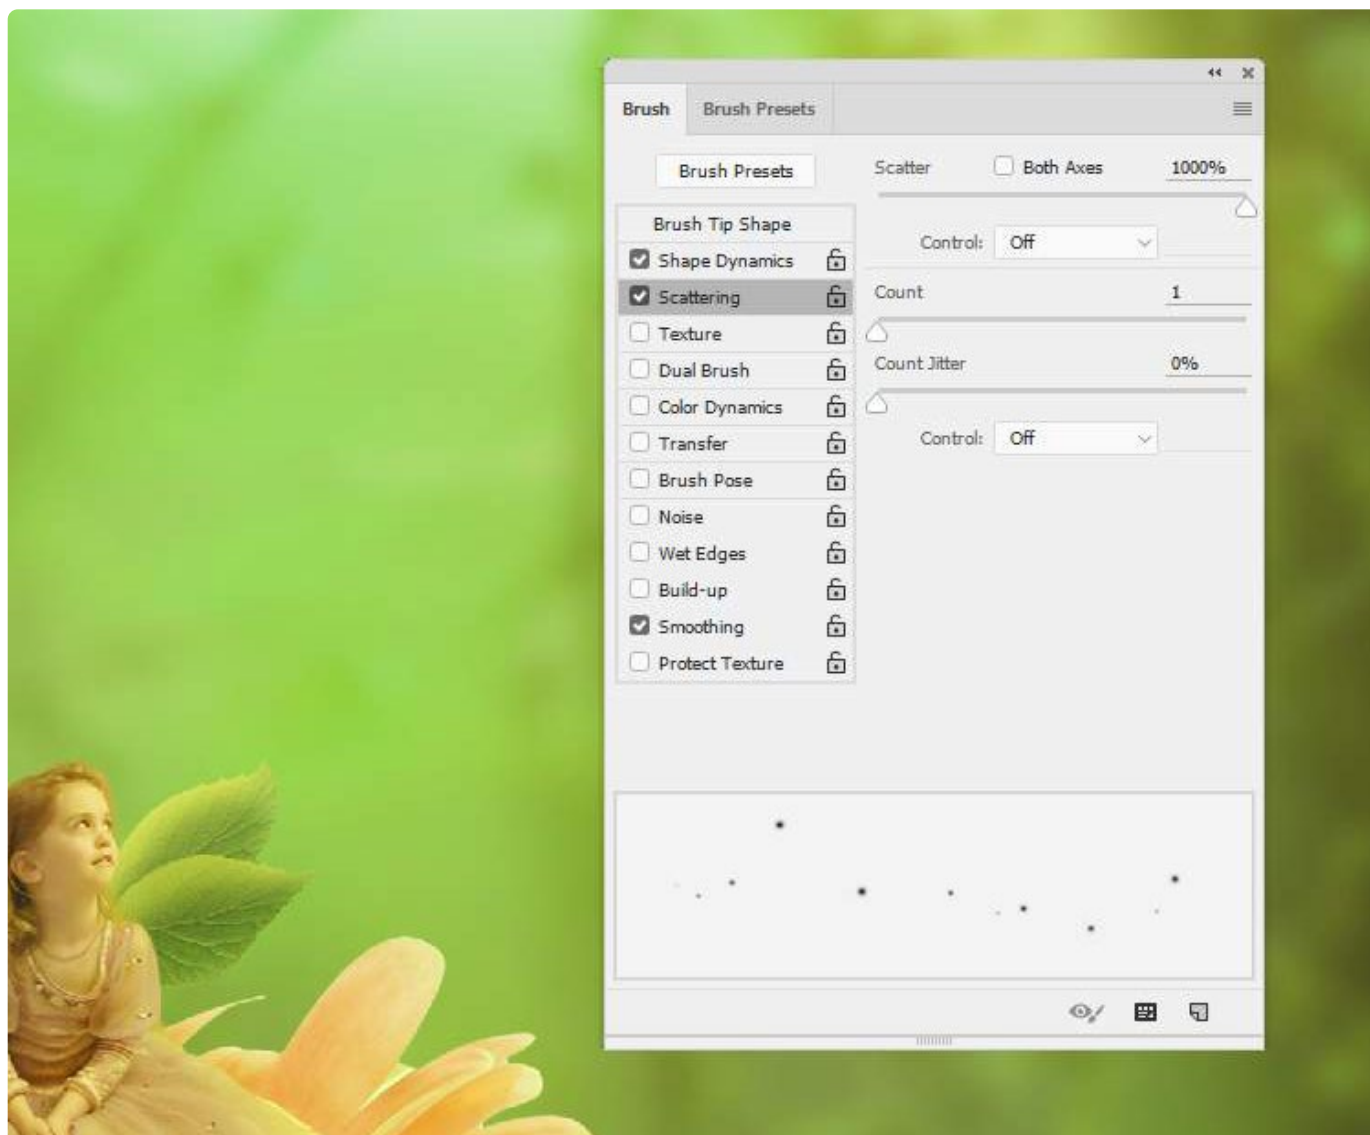 Brush Brush Presets
Brush Presets
Brush Tip Shape
Shape Dynamics
Scattering
Texture
Dual Brush
Color Dynamics
Transfer
Brush Pose
Noise
Wet Edges
Build-up
Smoothing
Protect Texture
Scatter Both Axes 1000%
Control: Off
Count 1
Count Jitter 0%
Control: Off